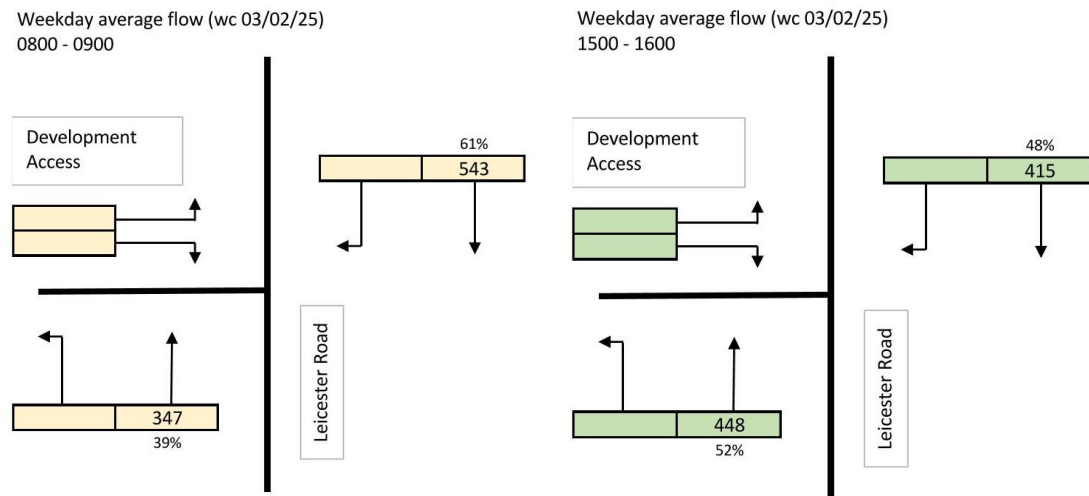 Weekday average flow (wc 03/02/25)
0800 - 0900
Development
Access
61%
543
347
39%
Leicester Road
Weekday average flow (wc 03/02/25)
1500 - 1600
Development
Access
48%
415
448
52%
Leicester Road